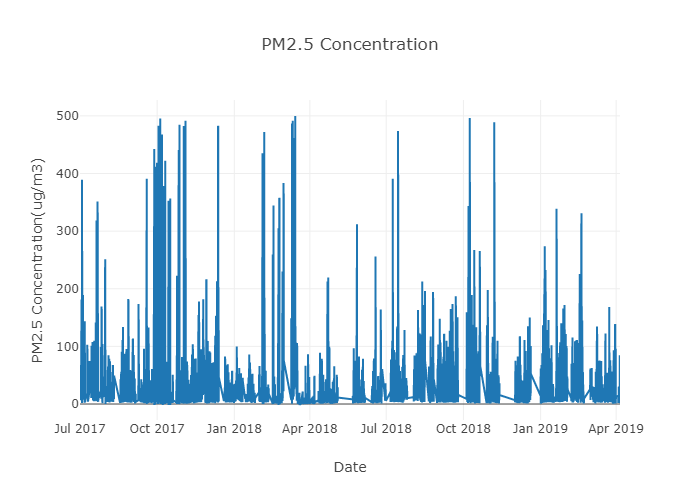 PM2.5 Concentration
500
400
300
200
100
0
PM2.5 Concentration(ug/m3)
Jul 2017 Oct 2017 Jan 2018 Apr 2018 Jul 2018 Oct 2018 Jan 2019 Apr 2019
Date